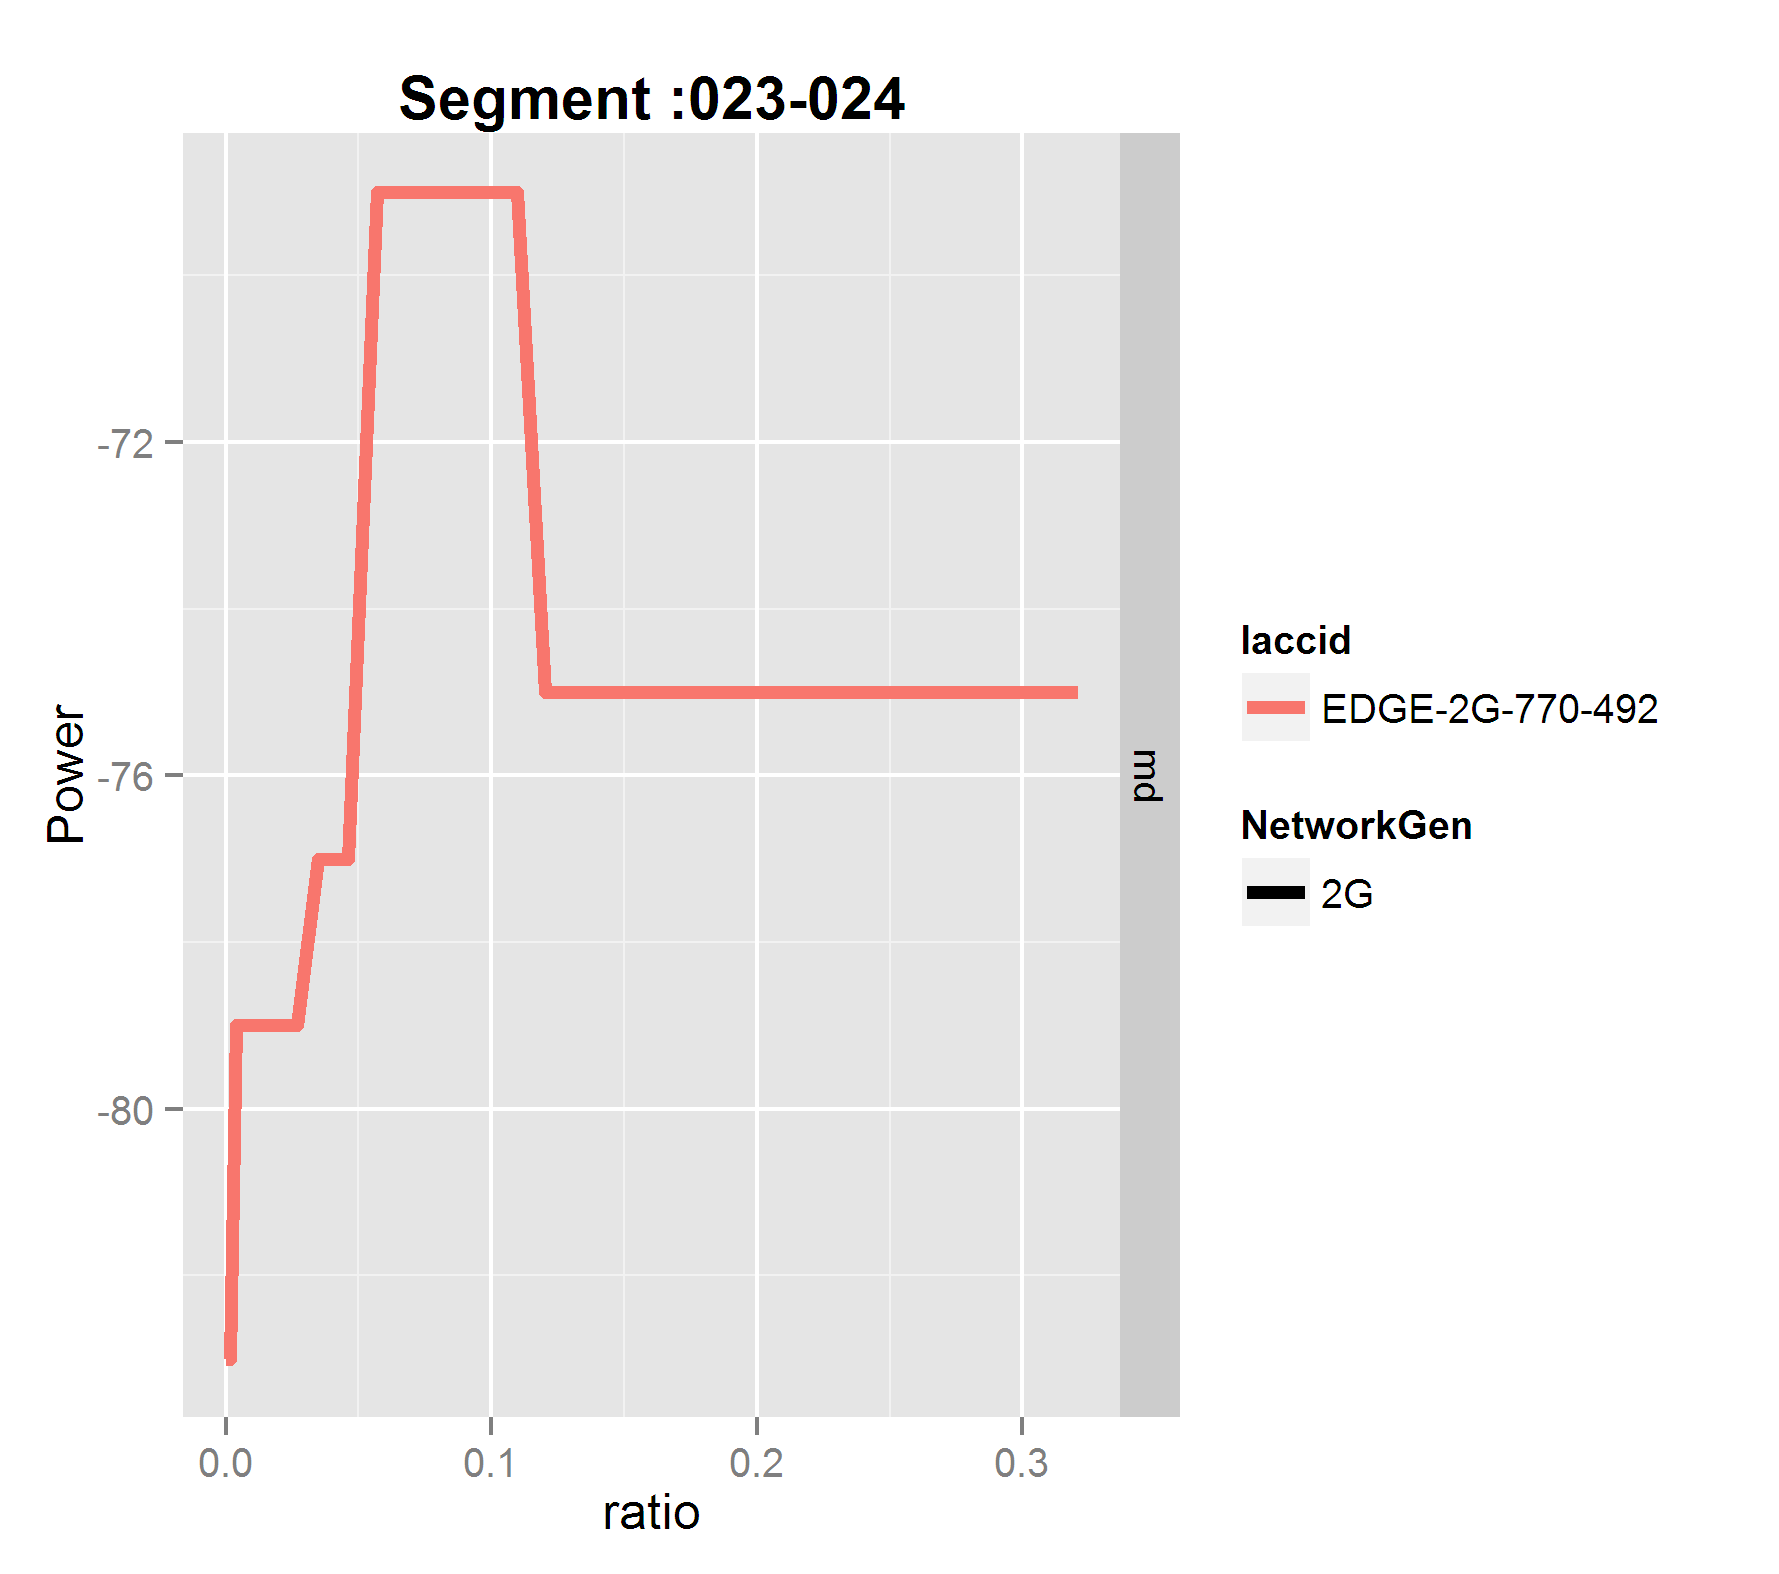 Segment :023-024
Power
-72
-76
-80
0.0
0.1
0.2
0.3
ratio
md
laccid
EDGE-2G-770-492
NetworkGen
2G